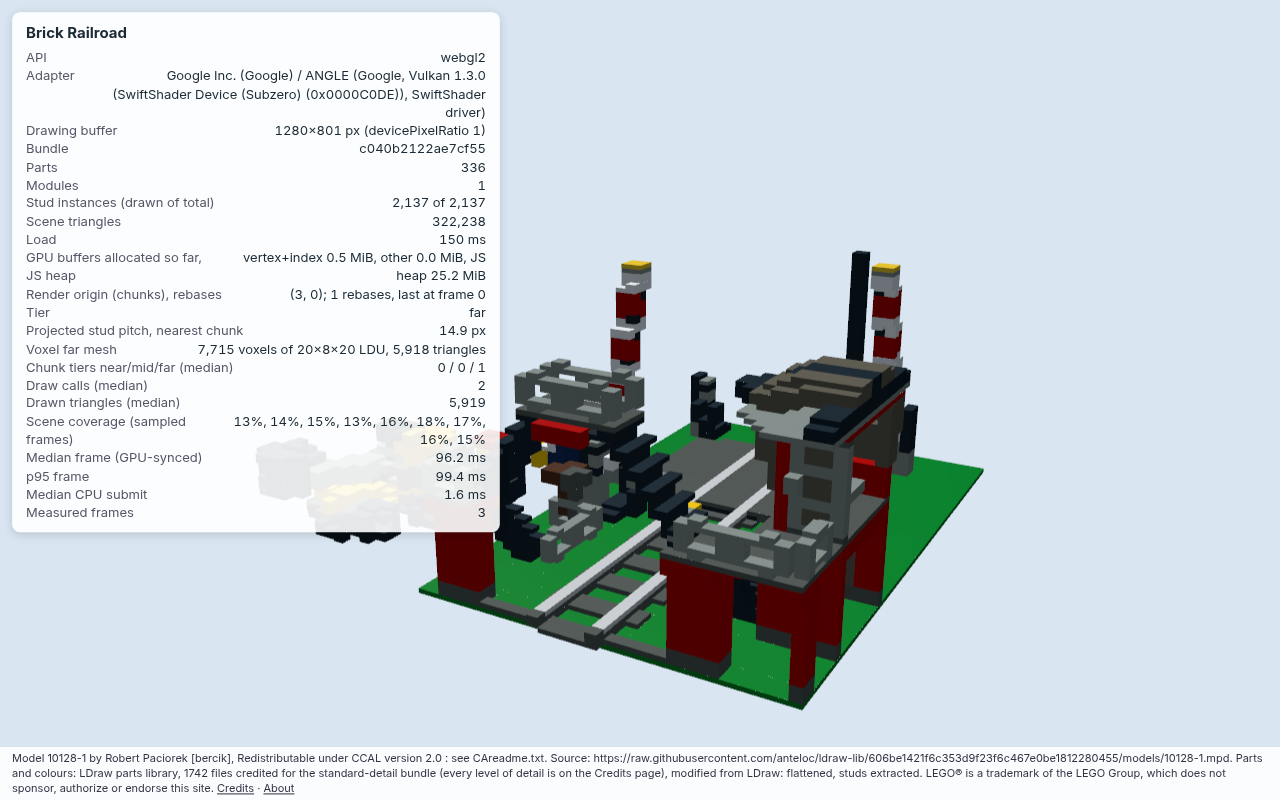 Brick Railroad
API webgl2
Adapter Google Inc. (Google) / ANGLE (Google, Vulkan 1.3.0
(SwiftShader Device (Subzero) (0x0000C0DE)), SwiftShader
driver)
Drawing buffer 1280×801 px (devicePixelRatio 1)
Bundle c040b2122ae7cf55
Parts 336
Modules 1
Stud instances (drawn of total) 2,137 of 2,137
Scene triangles 322,238
Load 150 ms
GPU buffers allocated so far, vertex+index 0.5 MiB, other 0.0 MiB, JS
JS heap heap 25.2 MiB
Render origin (chunks), rebases (3, 0); 1 rebases, last at frame 0
Tier far
Projected stud pitch, nearest chunk 14.9 px
Voxel far mesh 7,715 voxels of 20×8×20 LDU, 5,918 triangles
Chunk tiers near/mid/far (median) 0 / 0 / 1
Draw calls (median) 2
Drawn triangles (median) 5,919
Scene coverage (sampled 13%, 14%, 15%, 13%, 16%, 18%, 17%,
frames) 16%, 15%
Median frame (GPU-synced) 96.2 ms
p95 frame 99.4 ms
Median CPU submit 1.6 ms
Measured frames 3
Model 10128-1 by Robert Paciorek [bercik], Redistributable under CCAL version 2.0 : see CAreadme.txt. Source: https://raw.githubusercontent.com/anteloc/ldraw-lib/606be1421f6c353d9f23f6c467e0be1812280455/models/10128-1.mpd. Parts
and colours: LDraw parts library, 1742 files credited for the standard-detail bundle (every level of detail is on the Credits page), modified from LDraw: flattened, studs extracted. LEGO® is a trademark of the LEGO Group, which does not
sponsor, authorize or endorse this site. Credits · About